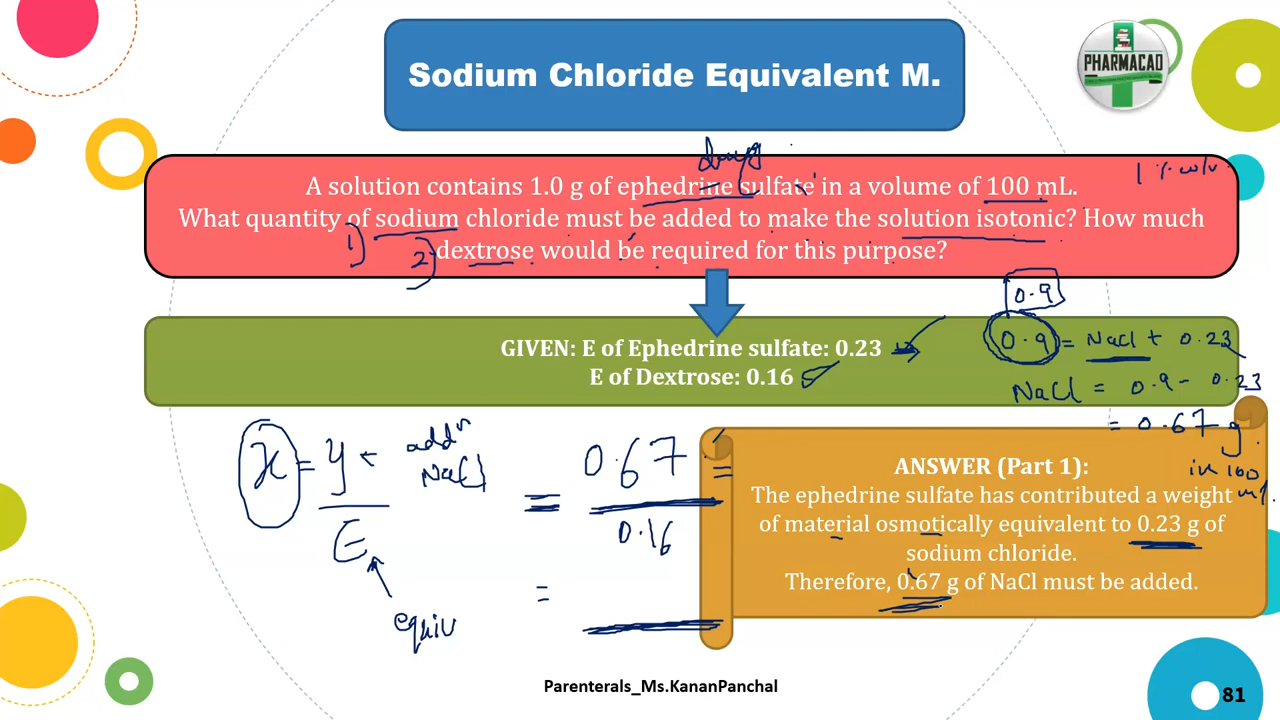 Sodium Chloride Equivalent M.
PHARMACAD
drug
1 % w/v
A solution contains 1.0 g of ephedrine sulfate in a volume of 100 mL.
What quantity of sodium chloride must be added to make the solution isotonic? How much
dextrose would be required for this purpose?
1)
2)
0.9
GIVEN: E of Ephedrine sulfate: 0.23
E of Dextrose: 0.16
0.9 = NaCl + 0.23
NaCl = 0.9 - 0.23
= 0.67 g
in 100
ml.
x = y
E
addn
NaCl
equiv
= 0.67 =
0.16
=
ANSWER (Part 1):
The ephedrine sulfate has contributed a weight
of material osmotically equivalent to 0.23 g of
sodium chloride.
Therefore, 0.67 g of NaCl must be added.
Parenterals_Ms.KananPanchal
81